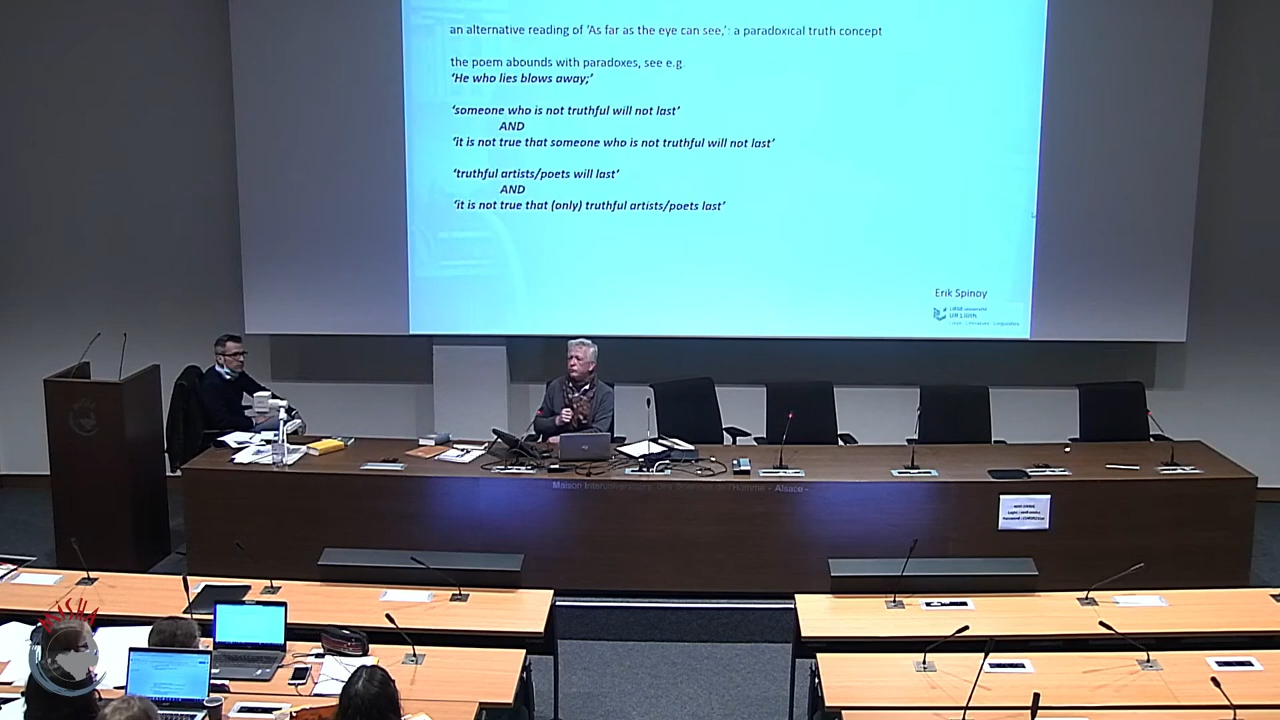 an alternative reading of 'As far as the eye can see,': a paradoxical truth concept
the poem abounds with paradoxes, see e.g.
'He who lies blows away;'
'someone who is not truthful will not last'
AND
'it is not true that someone who is not truthful will not last'
'truthful artists/poets will last'
AND
'it is not true that (only) truthful artists/poets last'
Erik Spinoy
Maison Interuniversitaire des Sciences de l'Homme - Alsace -
MISHA